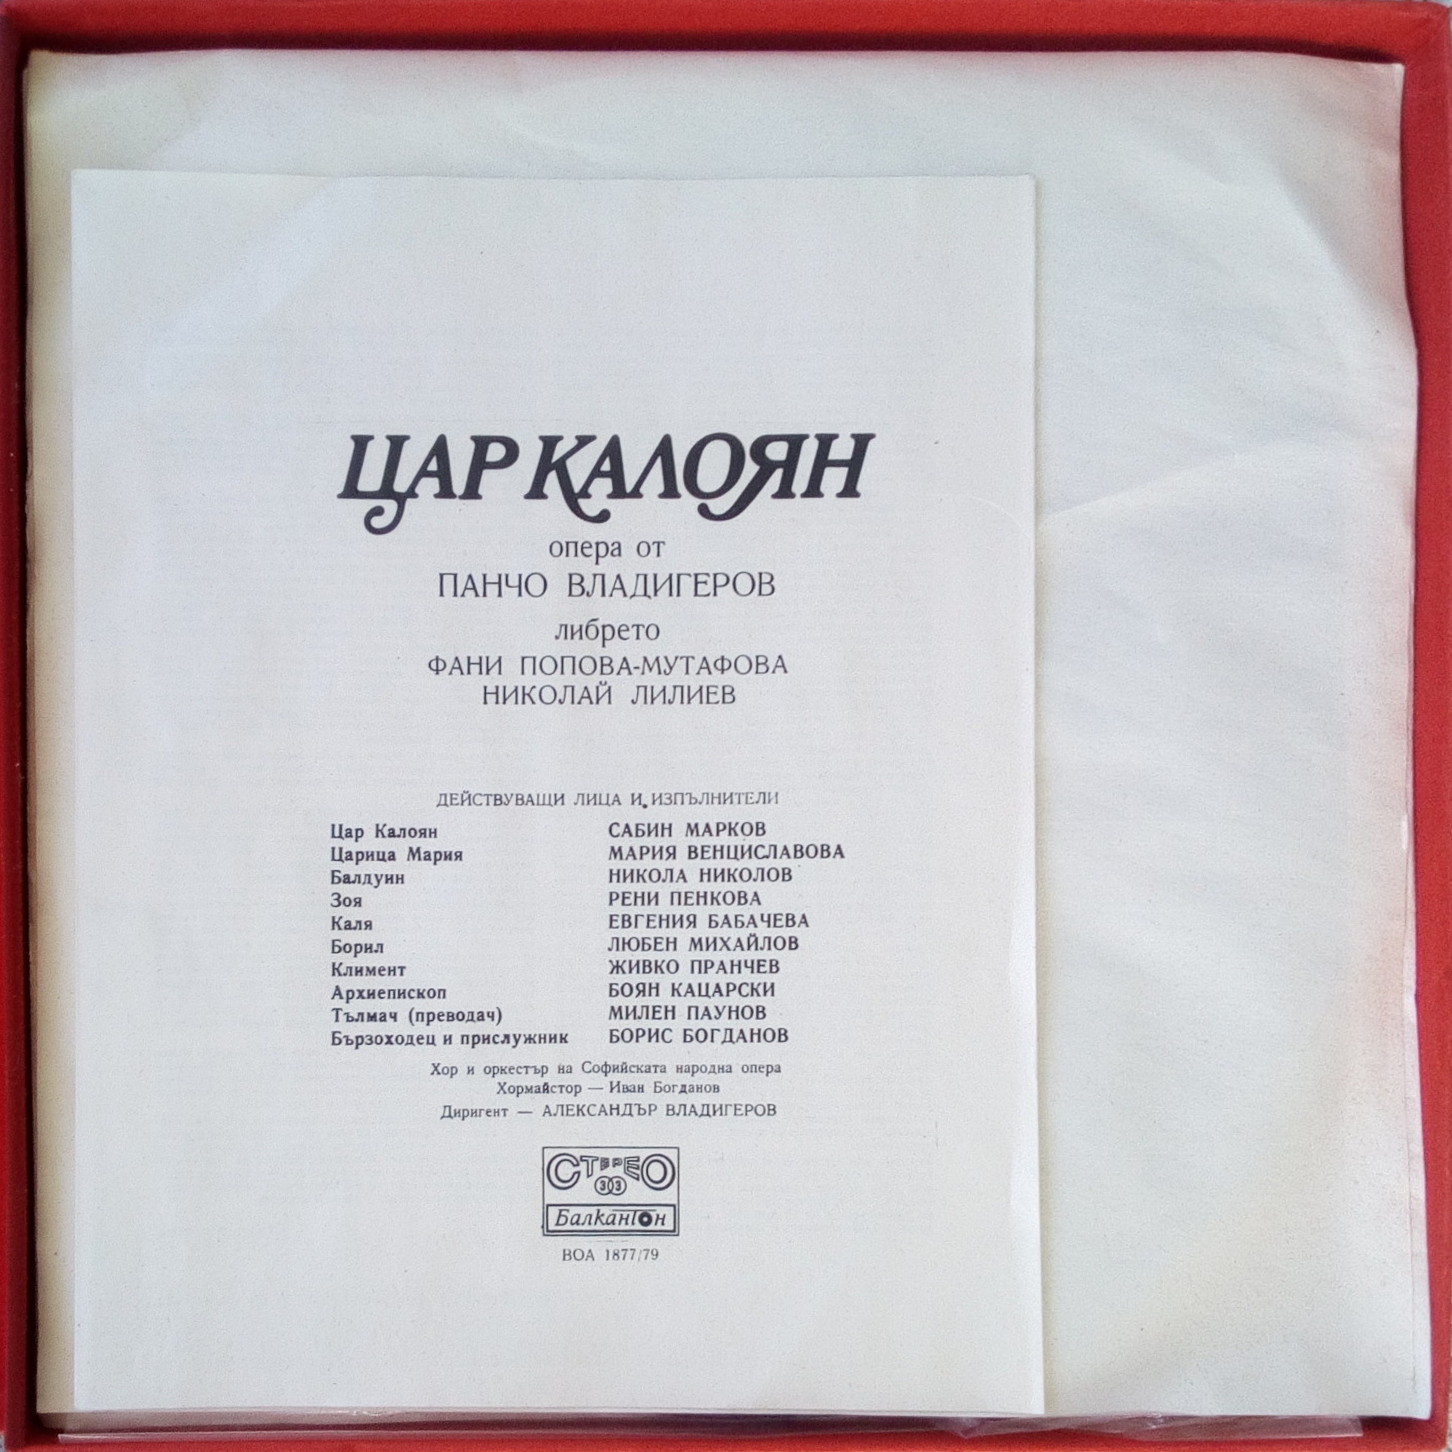 ЦАР КАЛОЯН
опера от
ПАНЧО ВЛАДИГЕРОВ
либрето
ФАНИ ПОПОВА-МУТАФОВА
НИКОЛАЙ ЛИЛИЕВ
ДЕЙСТВУВАЩИ ЛИЦА И ИЗПЪЛНИТЕЛИ
Цар Калоян САБИН МАРКОВ
Царица Мария МАРИЯ ВЕНЦИСЛАВОВА
Балдуин НИКОЛА НИКОЛОВ
Зоя РЕНИ ПЕНКОВА
Каля ЕВГЕНИЯ БАБАЧЕВА
Борил ЛЮБЕН МИХАЙЛОВ
Климент ЖИВКО ПРАНЧЕВ
Архиепископ БОЯН КАЦАРСКИ
Тълмач (преводач) МИЛЕН ПАУНОВ
Бързоходец и прислужник БОРИС БОГДАНОВ
Хор и оркестър на Софийската народна опера
Хормайстор — Иван Богданов
Диригент — АЛЕКСАНДЪР ВЛАДИГЕРОВ
СТЕРЕО
33
Балкантон
ВОА 1877/79